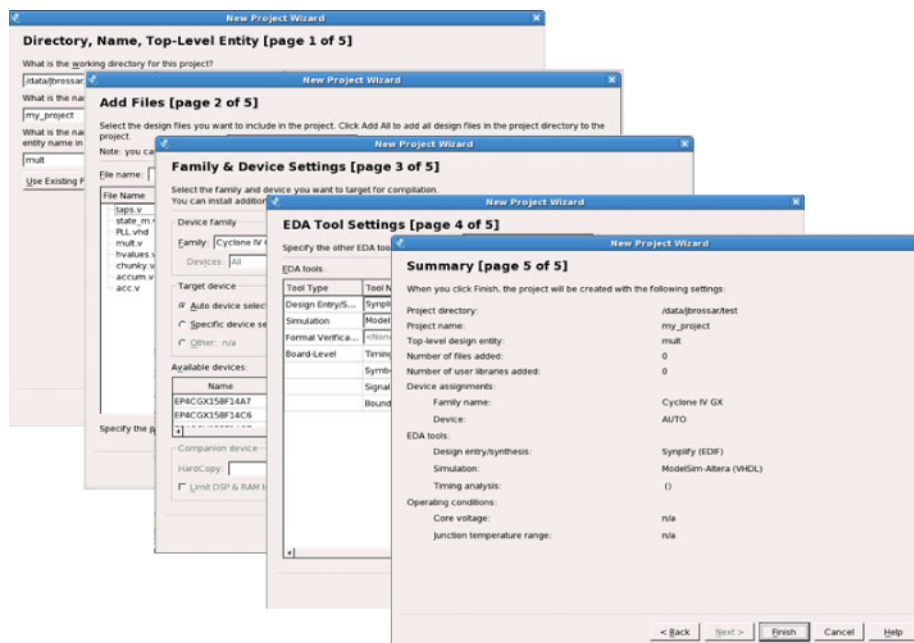 New Project Wizard
Directory, Name, Top-Level Entity [page 1 of 5]
What is the working directory for this project?
/data/jbrossar
What is the na
my_project
What is the na
entity name in
mult
Use Existing P
New Project Wizard
Add Files [page 2 of 5]
Select the design files you want to include in the project. Click Add All to add all design files in the project directory to the
project.
Note: you ca
File name:
File Name
taps.v
state_m.
PLL.vhd
mult.v
hvalues.v
chunky.v
accum.v
acc.v
Specify the p
New Project Wizard
Family & Device Settings [page 3 of 5]
Select the family and device you want to target for compilation.
You can install addition
Device family
Family: Cyclone IV G
Devices: All
Target device
Auto device selec
Specific device se
Other: n/a
Available devices:
Name
EP4CGX15BF14A7
EP4CGX15BF14C6
Companion device
HardCopy:
Limit DSP & RAM t
New Project Wizard
EDA Tool Settings [page 4 of 5]
Specify the other EDA too
EDA tools:
Tool Type Tool N
Design Entry/S... Synpli
Simulation Model
Formal Verifica... <Non
Board-Level Timing
Symb
Signal
Bound
New Project Wizard
Summary [page 5 of 5]
When you click Finish, the project will be created with the following settings:
Project directory: /data/jbrossar/test
Project name: my_project
Top-level design entity: mult
Number of files added: 0
Number of user libraries added: 0
Device assignments:
Family name: Cyclone IV GX
Device: AUTO
EDA tools:
Design entry/synthesis: Synplify (EDIF)
Simulation: ModelSim-Altera (VHDL)
Timing analysis: ()
Operating conditions:
Core voltage: n/a
Junction temperature range: n/a
< Back Next > Finish Cancel Help